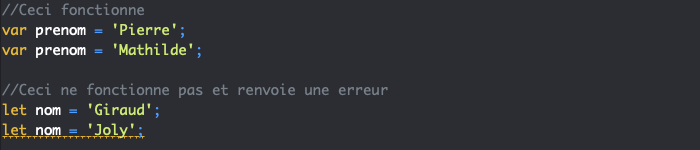 //Ceci fonctionne
var prenom = 'Pierre';
var prenom = 'Mathilde';
//Ceci ne fonctionne pas et renvoie une erreur
let nom = 'Giraud';
let nom = 'Joly';